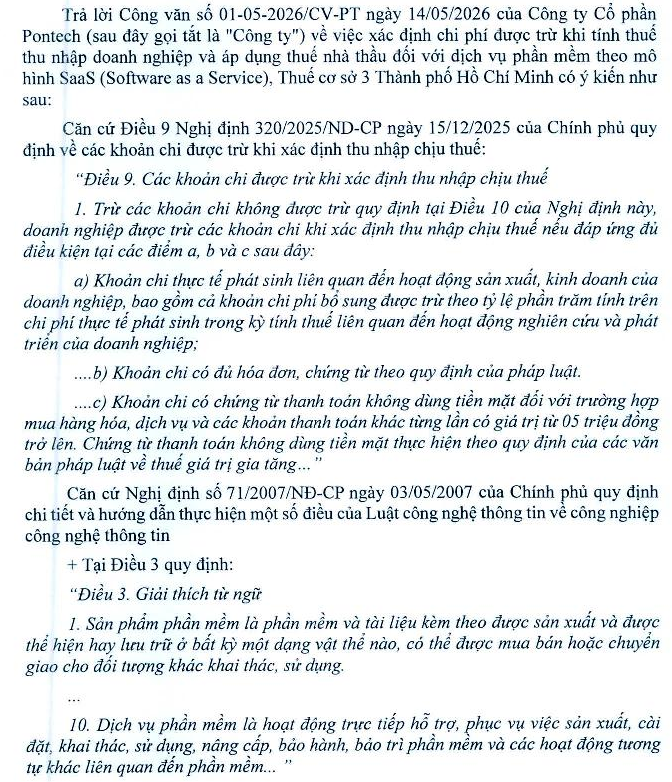 Trả lời Công văn số 01-05-2026/CV-PT ngày 14/05/2026 của Công ty Cổ phần
Pontech (sau đây gọi tắt là "Công ty") về việc xác định chi phí được trừ khi tính thuế
thu nhập doanh nghiệp và áp dụng thuế nhà thầu đối với dịch vụ phần mềm theo mô
hình SaaS (Software as a Service), Thuế cơ sở 3 Thành phố Hồ Chí Minh có ý kiến như
sau:
Căn cứ Điều 9 Nghị định 320/2025/ND-CP ngày 15/12/2025 của Chính phủ quy
định về các khoản chi được trừ khi xác định thu nhập chịu thuế:
“Điều 9. Các khoản chi được trừ khi xác định thu nhập chịu thuế
1. Trừ các khoản chi không được trừ quy định tại Điều 10 của Nghị định này,
doanh nghiệp được trừ các khoản chi khi xác định thu nhập chịu thuế nếu đáp ứng đủ
điều kiện tại các điểm a, b và c sau đây:
a) Khoản chi thực tế phát sinh liên quan đến hoạt động sản xuất, kinh doanh của
doanh nghiệp, bao gồm cả khoản chi phí bổ sung được trừ theo tỷ lệ phần trăm tính trên
chi phí thực tế phát sinh trong kỳ tính thuế liên quan đến hoạt động nghiên cứu và phát
triển của doanh nghiệp;
....b) Khoản chi có đủ hóa đơn, chứng từ theo quy định của pháp luật.
....c) Khoản chi có chứng từ thanh toán không dùng tiền mặt đối với trường hợp
mua hàng hóa, dịch vụ và các khoản thanh toán khác từng lần có giá trị từ 05 triệu đồng
trở lên. Chứng từ thanh toán không dùng tiền mặt thực hiện theo quy định của các văn
bản pháp luật về thuế giá trị gia tăng...”
Căn cứ Nghị định số 71/2007/NĐ-CP ngày 03/05/2007 của Chính phủ quy định
chi tiết và hướng dẫn thực hiện một số điều của Luật công nghệ thông tin về công nghiệp
công nghệ thông tin
+ Tại Điều 3 quy định:
“Điều 3. Giải thích từ ngữ
1. Sản phẩm phần mềm là phần mềm và tài liệu kèm theo được sản xuất và được
thể hiện hay lưu trữ ở bất kỳ một dạng vật thể nào, có thể được mua bán hoặc chuyển
giao cho đối tượng khác khai thác, sử dụng.
...
10. Dịch vụ phần mềm là hoạt động trực tiếp hỗ trợ, phục vụ việc sản xuất, cài
đặt, khai thác, sử dụng, nâng cấp, bảo hành, bảo trì phần mềm và các hoạt động tương
tự khác liên quan đến phần mềm... ”